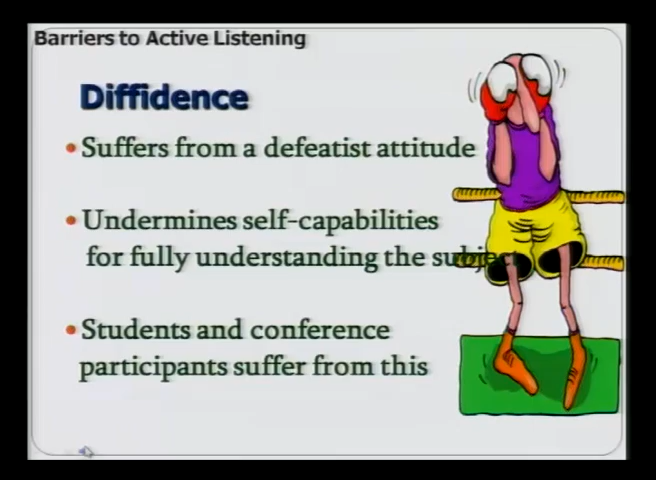 Barriers to Active Listening
Diffidence
• Suffers from a defeatist attitude
• Undermines self-capabilities
for fully understanding the subject
• Students and conference
participants suffer from this